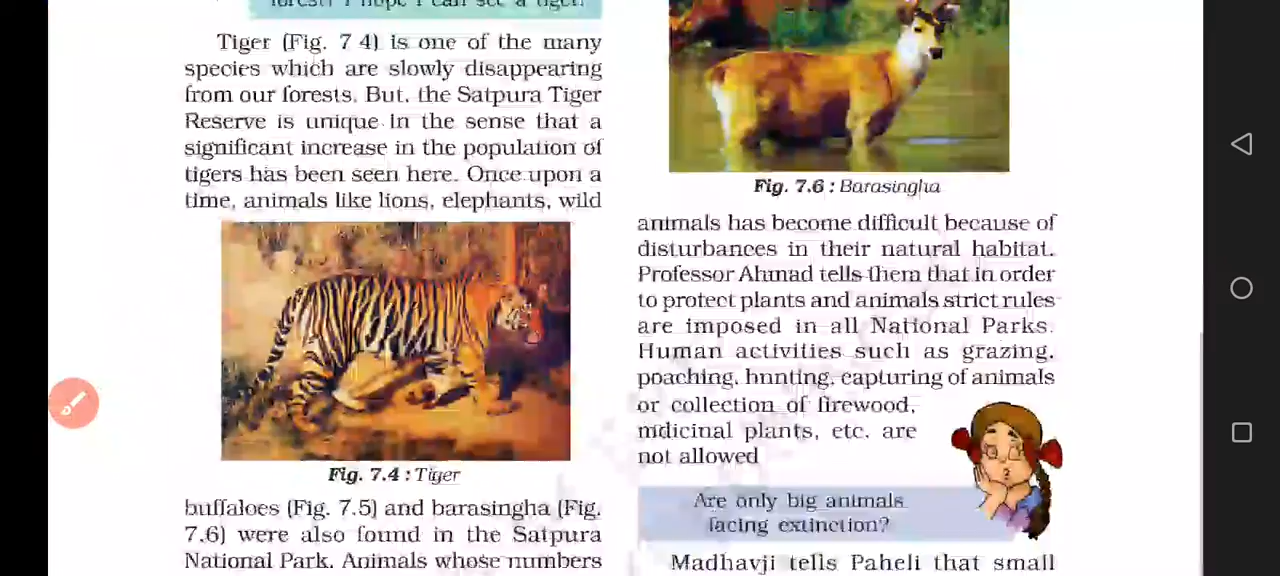 forest! I hope I can see a tiger.
Tiger (Fig. 7 4) is one of the many
species which are slowly disappearing
from our forests. But, the Satpura Tiger
Reserve is unique in the sense that a
significant increase in the population of
tigers has been seen here. Once upon a
time, animals like lions, elephants, wild
Fig. 7.4 : Tiger
buffaloes (Fig. 7.5) and barasingha (Fig.
7.6) were also found in the Satpura
National Park. Animals whose numbers
Fig. 7.6 : Barasingha
animals has become difficult because of
disturbances in their natural habitat.
Professor Ahmad tells them that in order
to protect plants and animals strict rules
are imposed in all National Parks.
Human activities such as grazing,
poaching, hunting, capturing of animals
or collection of firewood,
mdicinal plants, etc. are
not allowed
Are only big animals
facing extinction?
Madhavji tells Paheli that small